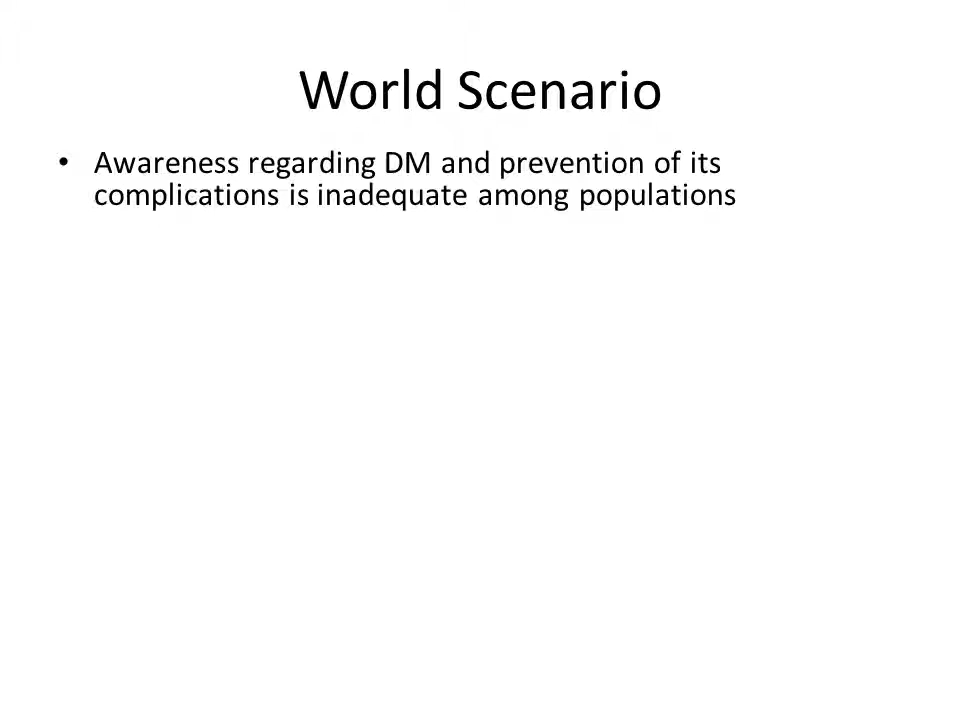 World Scenario
• Awareness regarding DM and prevention of its
complications is inadequate among populations